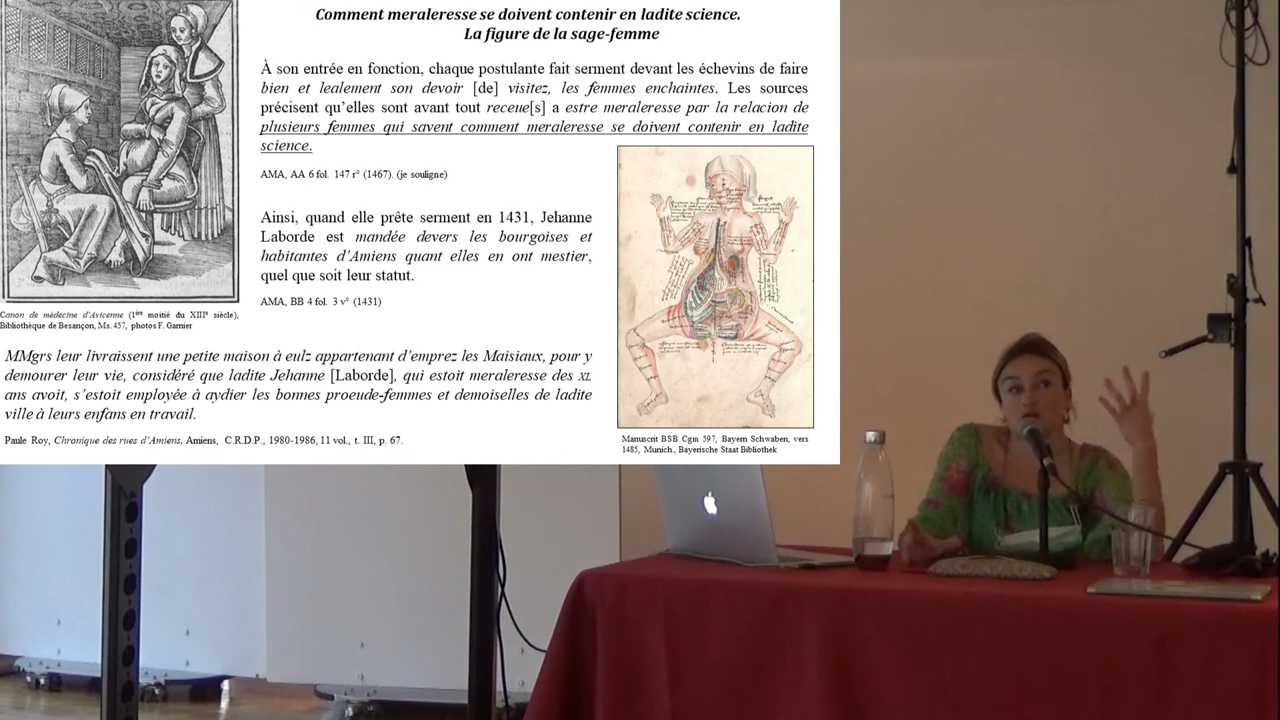 Comment meraleresse se doivent contenir en ladite science.
La figure de la sage-femme
À son entrée en fonction, chaque postulante fait serment devant les échevins de faire
bien et lealement son devoir [de] visitez, les femmes enchaintes. Les sources
précisent qu'elles sont avant tout receue[s] a estre meraleresse par la relacion de
plusieurs femmes qui savent comment meraleresse se doivent contenir en ladite
science.
AMA, AA 6 fol. 147 r° (1467). (je souligne)
Ainsi, quand elle prête serment en 1431, Jehanne
Laborde est mandée devers les bourgoises et
habitantes d'Amiens quant elles en ont mestier,
quel que soit leur statut.
AMA, BB 4 fol. 3 v° (1431)
Canon de médecine d'Avicenne (1ère moitié du XIIIe siècle),
Bibliothèque de Besançon, Ms. 457, photos F. Garnier
MMgrs leur livraissent une petite maison à eulz appartenant d'emprez les Maisiaux, pour y
demourer leur vie, considéré que ladite Jehanne [Laborde], qui estoit meraleresse des XL
ans avoit, s'estoit employée à aydier les bonnes proeude-femmes et demoiselles de ladite
ville à leurs enfans en travail.
Paule Roy, Chronique des rues d'Amiens, Amiens, C.R.D.P., 1980-1986, 11 vol., t. III, p. 67.
Manuscrit BSB Cgm 597, Bayern Schwaben, vers
1485, Munich., Bayerische Staat Bibliothek